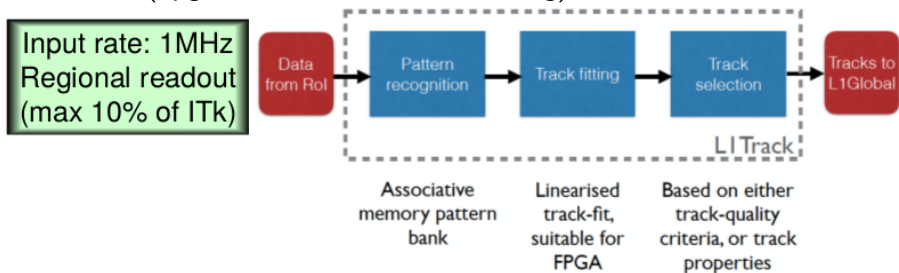 Input rate: 1MHz
Regional readout
(max 10% of ITk)
Data
from RoI
Pattern
recognition
Track fitting
Track
selection
Tracks to
L1Global
L1Track
Associative
memory pattern
bank
Linearised
track-fit,
suitable for
FPGA
Based on either
track-quality
criteria, or track
properties